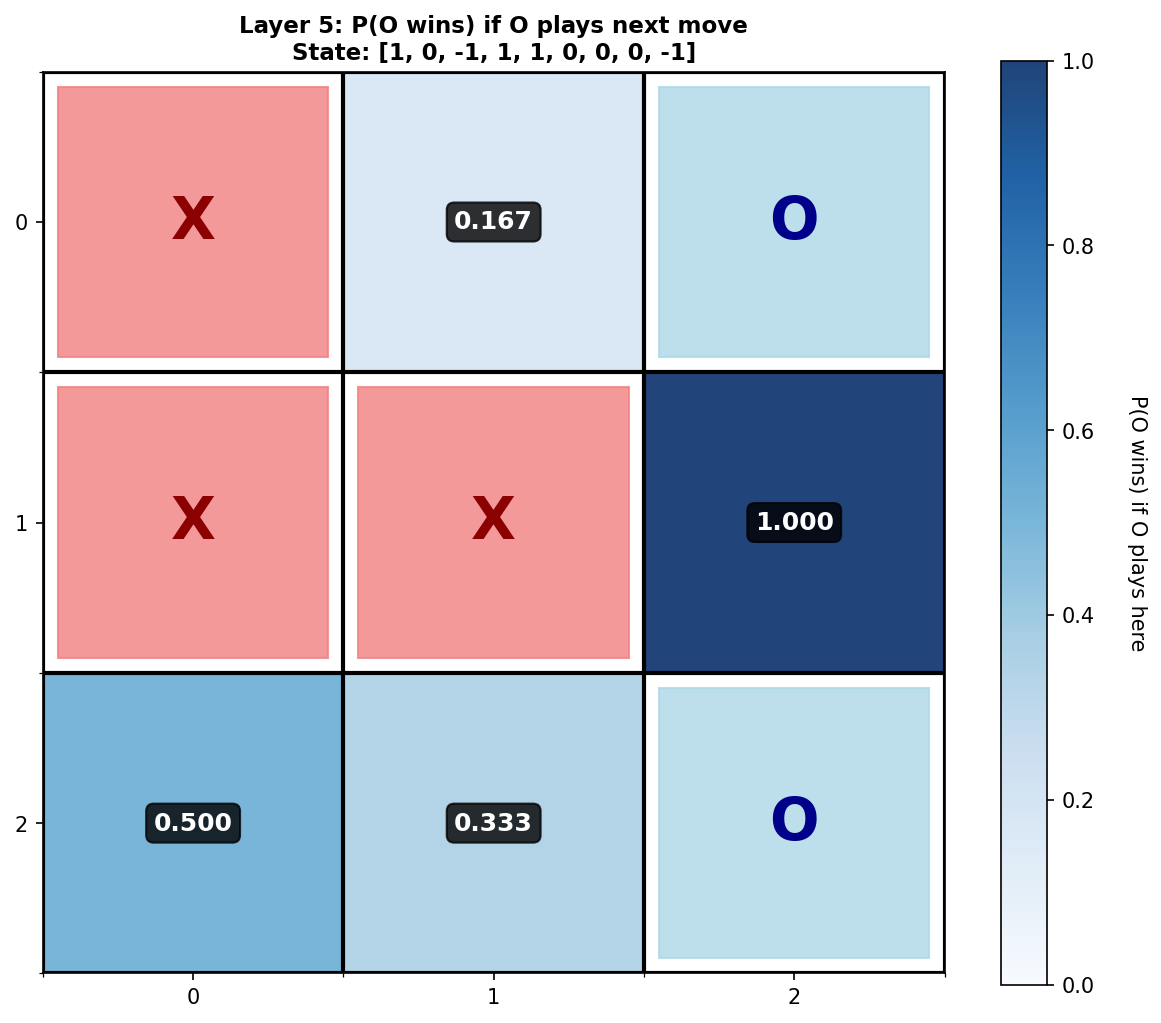 Layer 5: P(O wins) if O plays next move
State: [1, 0, -1, 1, 1, 0, 0, 0, -1]
X
0.167
O
X
X
1.000
0.500
0.333
O
0
1
2
0
1
2
1.0
0.8
0.6
0.4
0.2
0.0
P(O wins) if O plays here